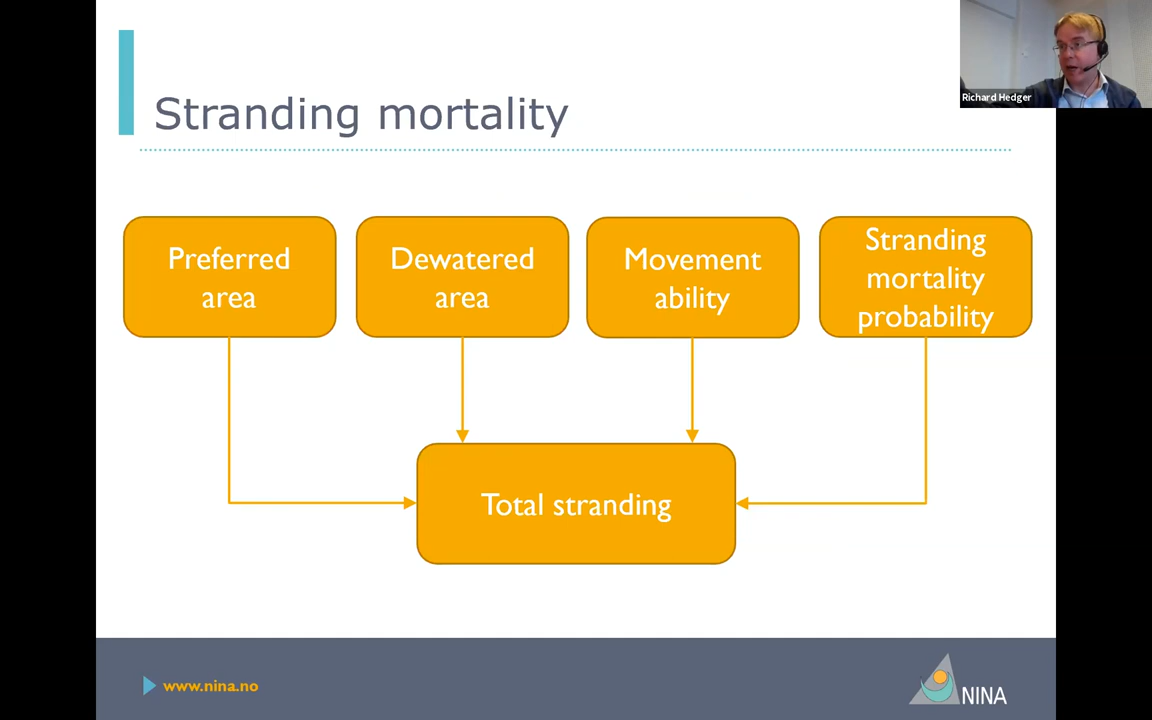 Richard Hedger
Stranding mortality
Preferred
area
Dewatered
area
Movement
ability
Stranding
mortality
probability
Total stranding
www.nina.no
NINA